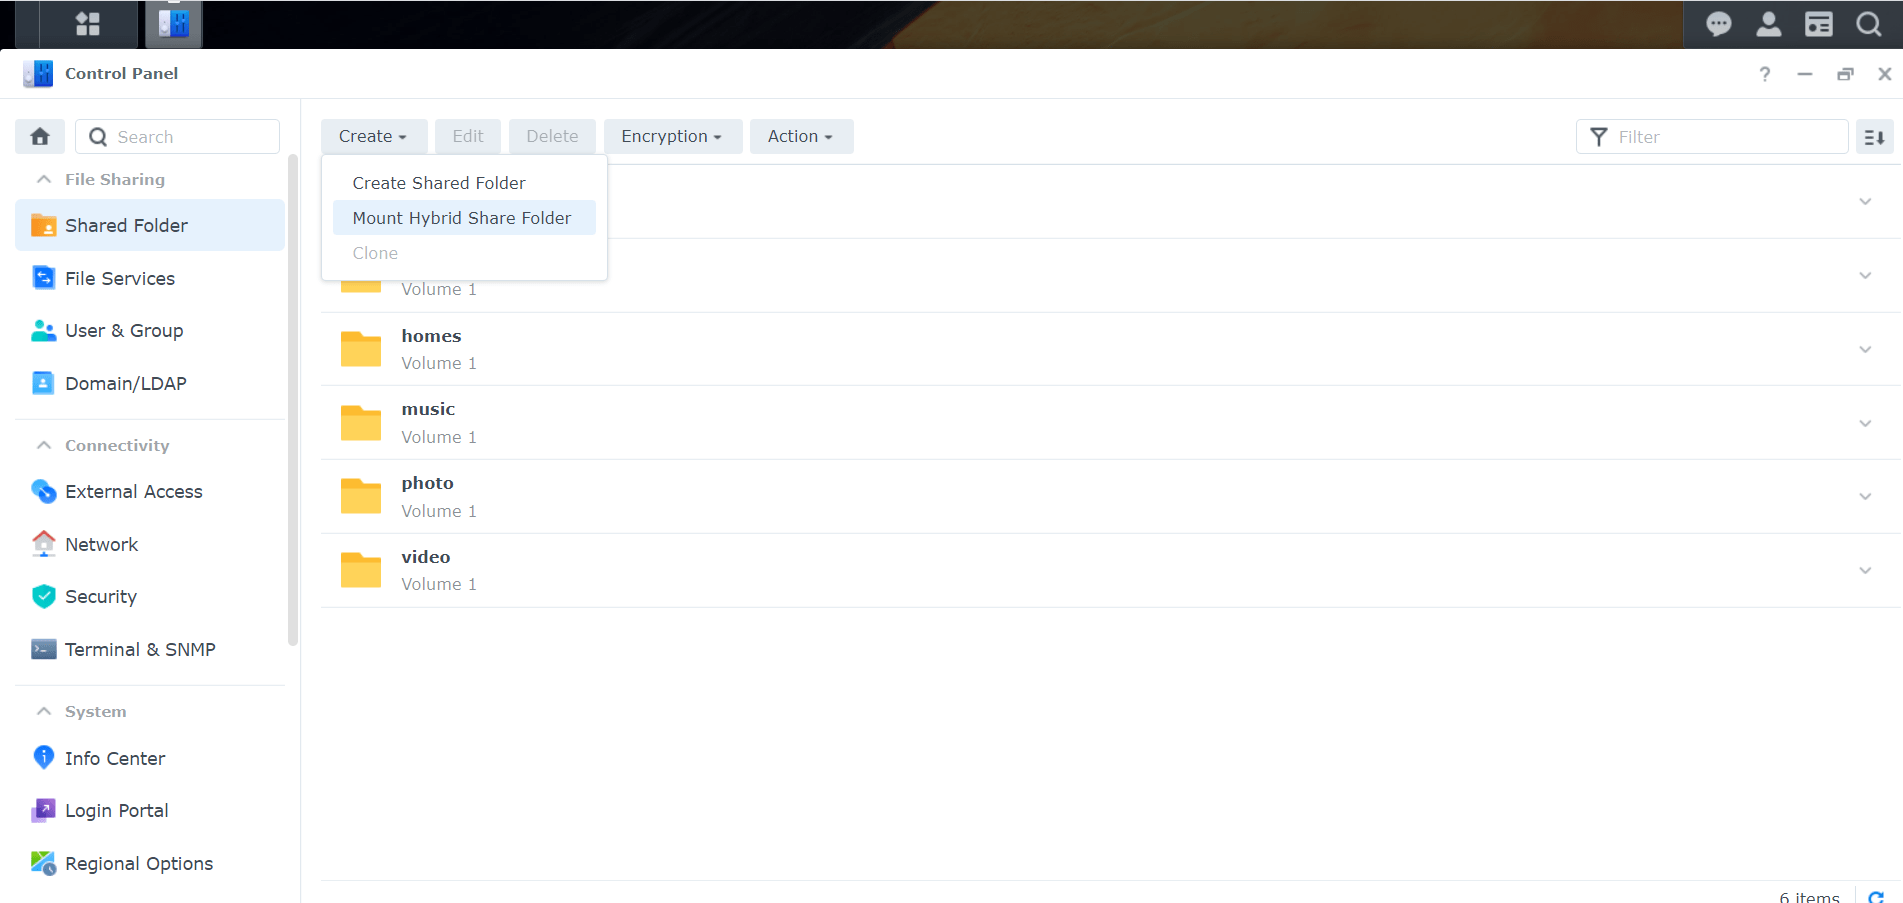 Control Panel
?
Search
File Sharing
Shared Folder
File Services
User & Group
Domain/LDAP
Connectivity
External Access
Network
Security
Terminal & SNMP
System
Info Center
Login Portal
Regional Options
Create Edit Delete Encryption Action Filter
Create Shared Folder
Mount Hybrid Share Folder
Clone
Volume 1
homes
Volume 1
music
Volume 1
photo
Volume 1
video
Volume 1
6 items